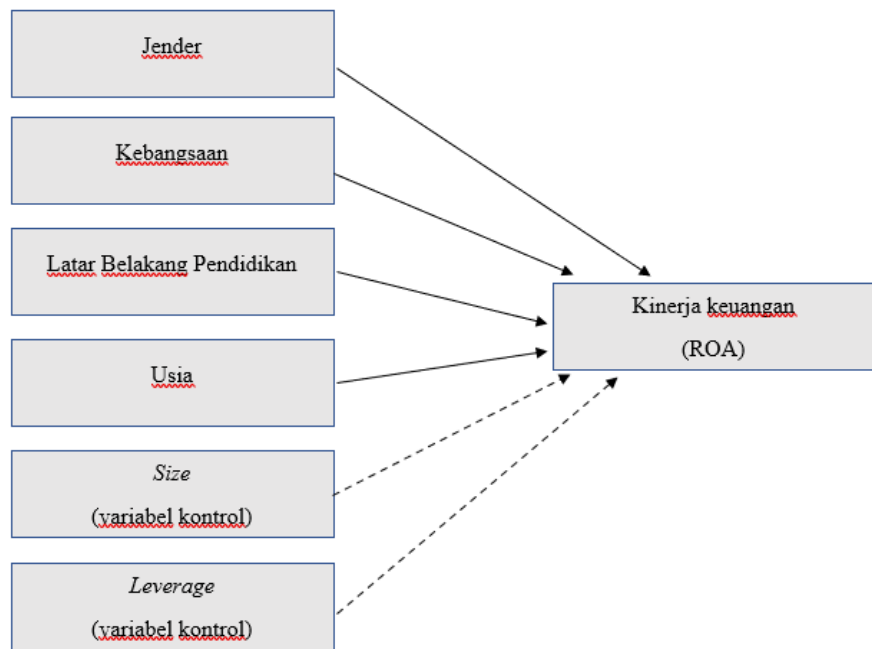 Jender
Kebangsaan
Latar Belakang Pendidikan
Usia
Size
(variabel kontrol)
Leverage
(variabel kontrol)
Kinerja keuangan
(ROA)